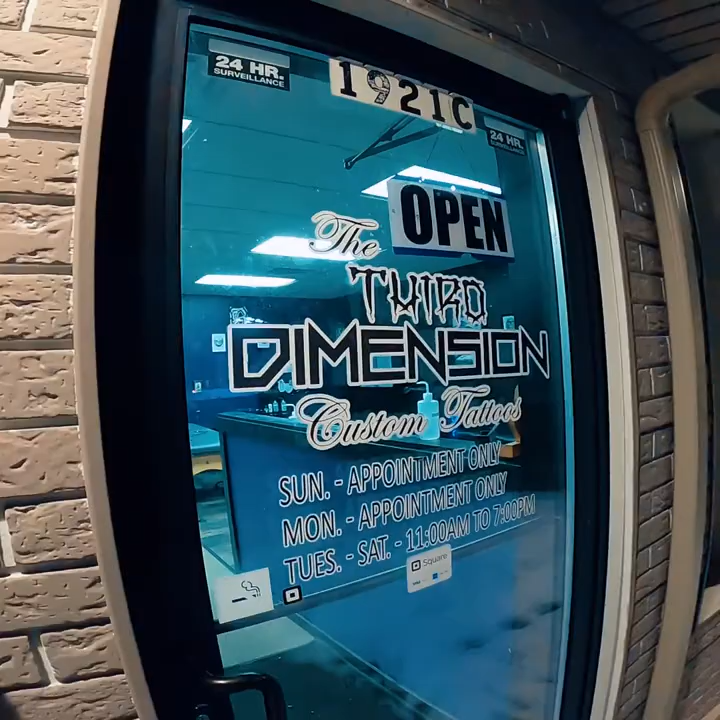 24 HR.
SURVEILLANCE
1921C
24 HR.
SURVEILLANCE
OPEN
The
THIRD
DIMENSION
Custom Tattoos
SUN. - APPOINTMENT ONLY
MON. - APPOINTMENT ONLY
TUES. - SAT. - 11:00AM TO 7:00PM
Square